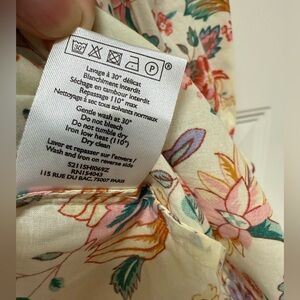 30°
P
®
Lavage à 30° délicat
Blanchiment interdit
Séchage en tambour interdit
Repassage 110° max
Nettoyage à sec tous solvants normaux
Gentle wash at 30°
Do not bleach
Do not tumble dry
Iron low heat (110°)
Dry clean
Laver et repasser sur l'envers /
Wash and iron on reverse side
RN154043
115 RUE DU BAC, 75007 PARIS